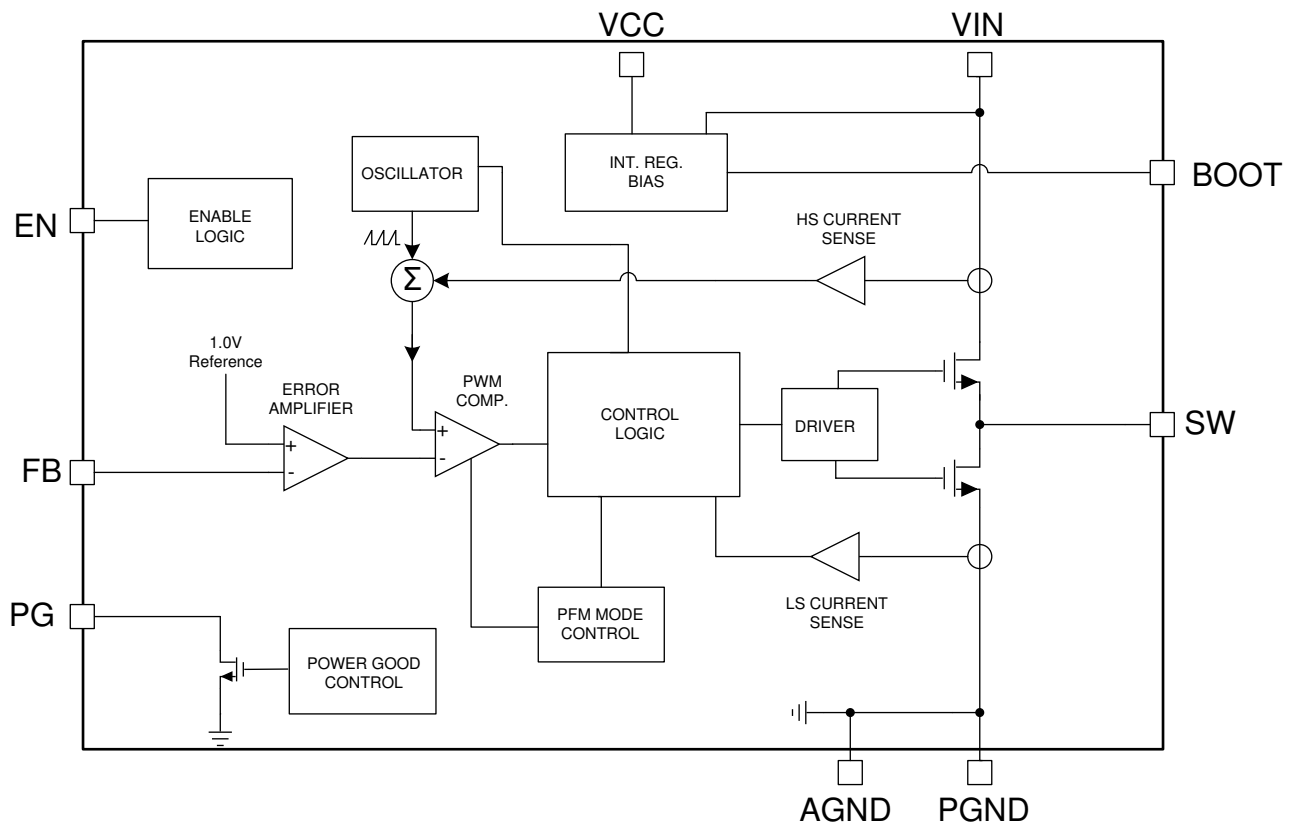 VCC
VIN
OSCILLATOR
INT. REG.
BIAS
BOOT
EN
ENABLE
LOGIC
HS CURRENT
SENSE
Σ
1.0V
Reference
ERROR
AMPLIFIER
PWM
COMP.
CONTROL
LOGIC
DRIVER
SW
+
-
+
-
FB
PG
POWER GOOD
CONTROL
PFM MODE
CONTROL
LS CURRENT
SENSE
AGND
PGND